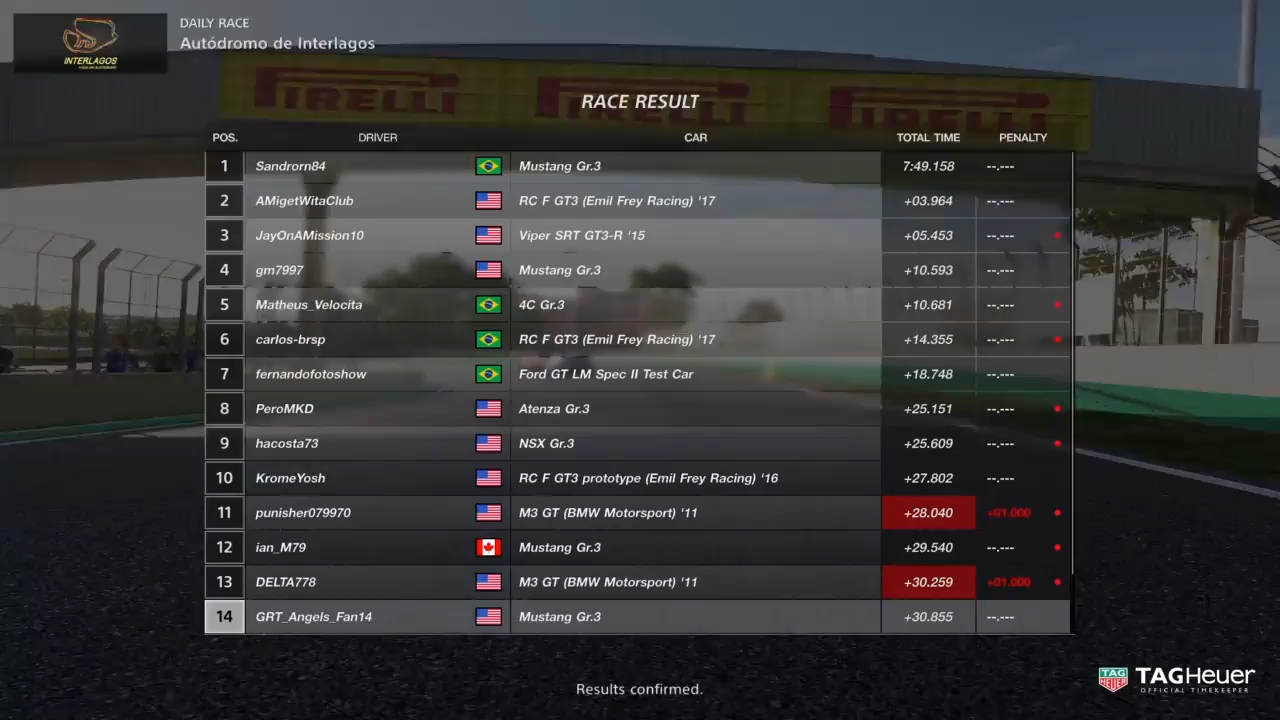 DAILY RACE
Autódromo de Interlagos
INTERLAGOS
PIRELLI PIRELLI PIRELLI
RACE RESULT
POS. DRIVER CAR TOTAL TIME PENALTY
1 Sandrorn84 Mustang Gr.3 7:49.158 --.---
2 AMigetWitaClub RC F GT3 (Emil Frey Racing) '17 +03.964 --.---
3 JayOnAMission10 Viper SRT GT3-R '15 +05.453 --.---
4 gm7997 Mustang Gr.3 +10.593 --.---
5 Matheus_Velocita 4C Gr.3 +10.681 --.---
6 carlos-brsp RC F GT3 (Emil Frey Racing) '17 +14.355 --.---
7 fernandofotoshow Ford GT LM Spec II Test Car +18.748 --.---
8 PeroMKD Atenza Gr.3 +25.151 --.---
9 hacosta73 NSX Gr.3 +25.609 --.---
10 KromeYosh RC F GT3 prototype (Emil Frey Racing) '16 +27.802 --.---
11 punisher079970 M3 GT (BMW Motorsport) '11 +28.040 +01.000
12 ian_M79 Mustang Gr.3 +29.540 --.---
13 DELTA778 M3 GT (BMW Motorsport) '11 +30.259 +01.000
14 GRT_Angels_Fan14 Mustang Gr.3 +30.855 --.---
Results confirmed.
TAG HEUER TAGHeuer
OFFICIAL TIMEKEEPER